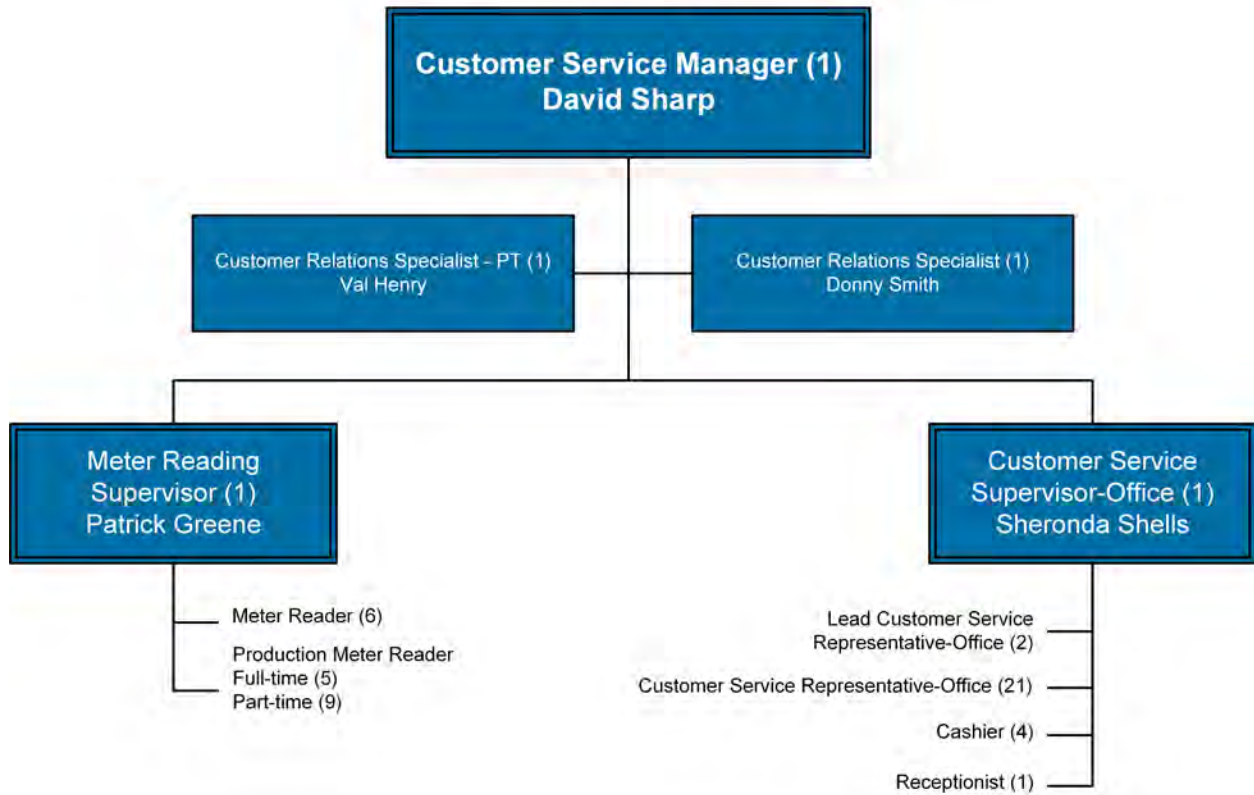 Customer Service Manager (1)
David Sharp
Customer Relations Specialist - PT (1)
Val Henry
Customer Relations Specialist (1)
Donny Smith
Meter Reading
Supervisor (1)
Patrick Greene
Customer Service
Supervisor-Office (1)
Sheronda Shells
Meter Reader (6)
Production Meter Reader
Full-time (5)
Part-time (9)
Lead Customer Service
Representative-Office (2)
Customer Service Representative-Office (21)
Cashier (4)
Receptionist (1)